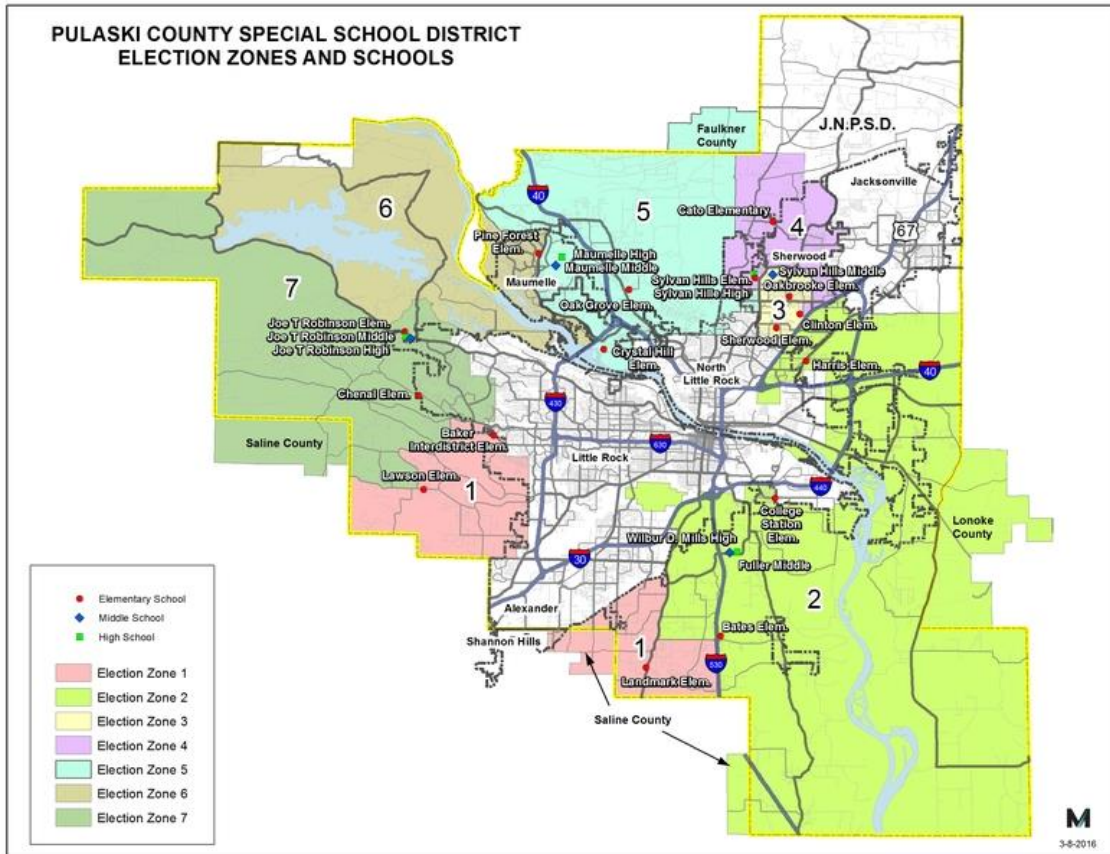 PULASKI COUNTY SPECIAL SCHOOL DISTRICT
ELECTION ZONES AND SCHOOLS
J.N.P.S.D.
Faulkner
County
Jacksonville
40
6
5
Cato Elementary
4
67
Pine Forest
Elem.
Maumelle High
Maumelle Middle
Sherwood
Maumelle
Sylvan Hills Elem.
Sylvan Hille High
Sylvan Hills Middle
Oakbrooke Elem.
7
Oak Grove Elem.
3
Clinton Elem.
Joe T Robinson Elem.
Joe T Robinson Middle
Joe T Robinson High
Sherwood Elem.
Crystal Hill
Elem.
North
Little Rock
Harris Elem.
40
Chenal Elem.
430
Saline County
Baker
Interdistrict Elem.
630
Little Rock
Lawson Elem.
1
440
College
Station
Elem.
Lonoke
County
Wilbur D. Mills High
30
Fuller Middle
2
Alexander
Bates Elem.
Shannon Hills
1
530
Landmark Elem.
Saline County
Elementary School
Middle School
High School
Election Zone 1
Election Zone 2
Election Zone 3
Election Zone 4
Election Zone 5
Election Zone 6
Election Zone 7
M
3-8-2016